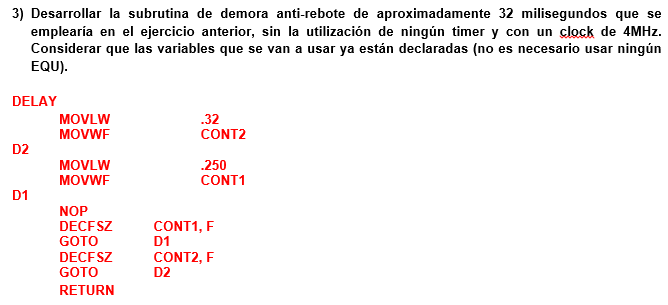 3) Desarrollar la subrutina de demora anti-rebote de aproximadamente 32 milisegundos que se
emplearía en el ejercicio anterior, sin la utilización de ningún timer y con un clock de 4MHz.
Considerar que las variables que se van a usar ya están declaradas (no es necesario usar ningún
EQU).
DELAY
MOVLW .32
MOVWF CONT2
D2
MOVLW .250
MOVWF CONT1
D1
NOP
DECFSZ CONT1, F
GOTO D1
DECFSZ CONT2, F
GOTO D2
RETURN